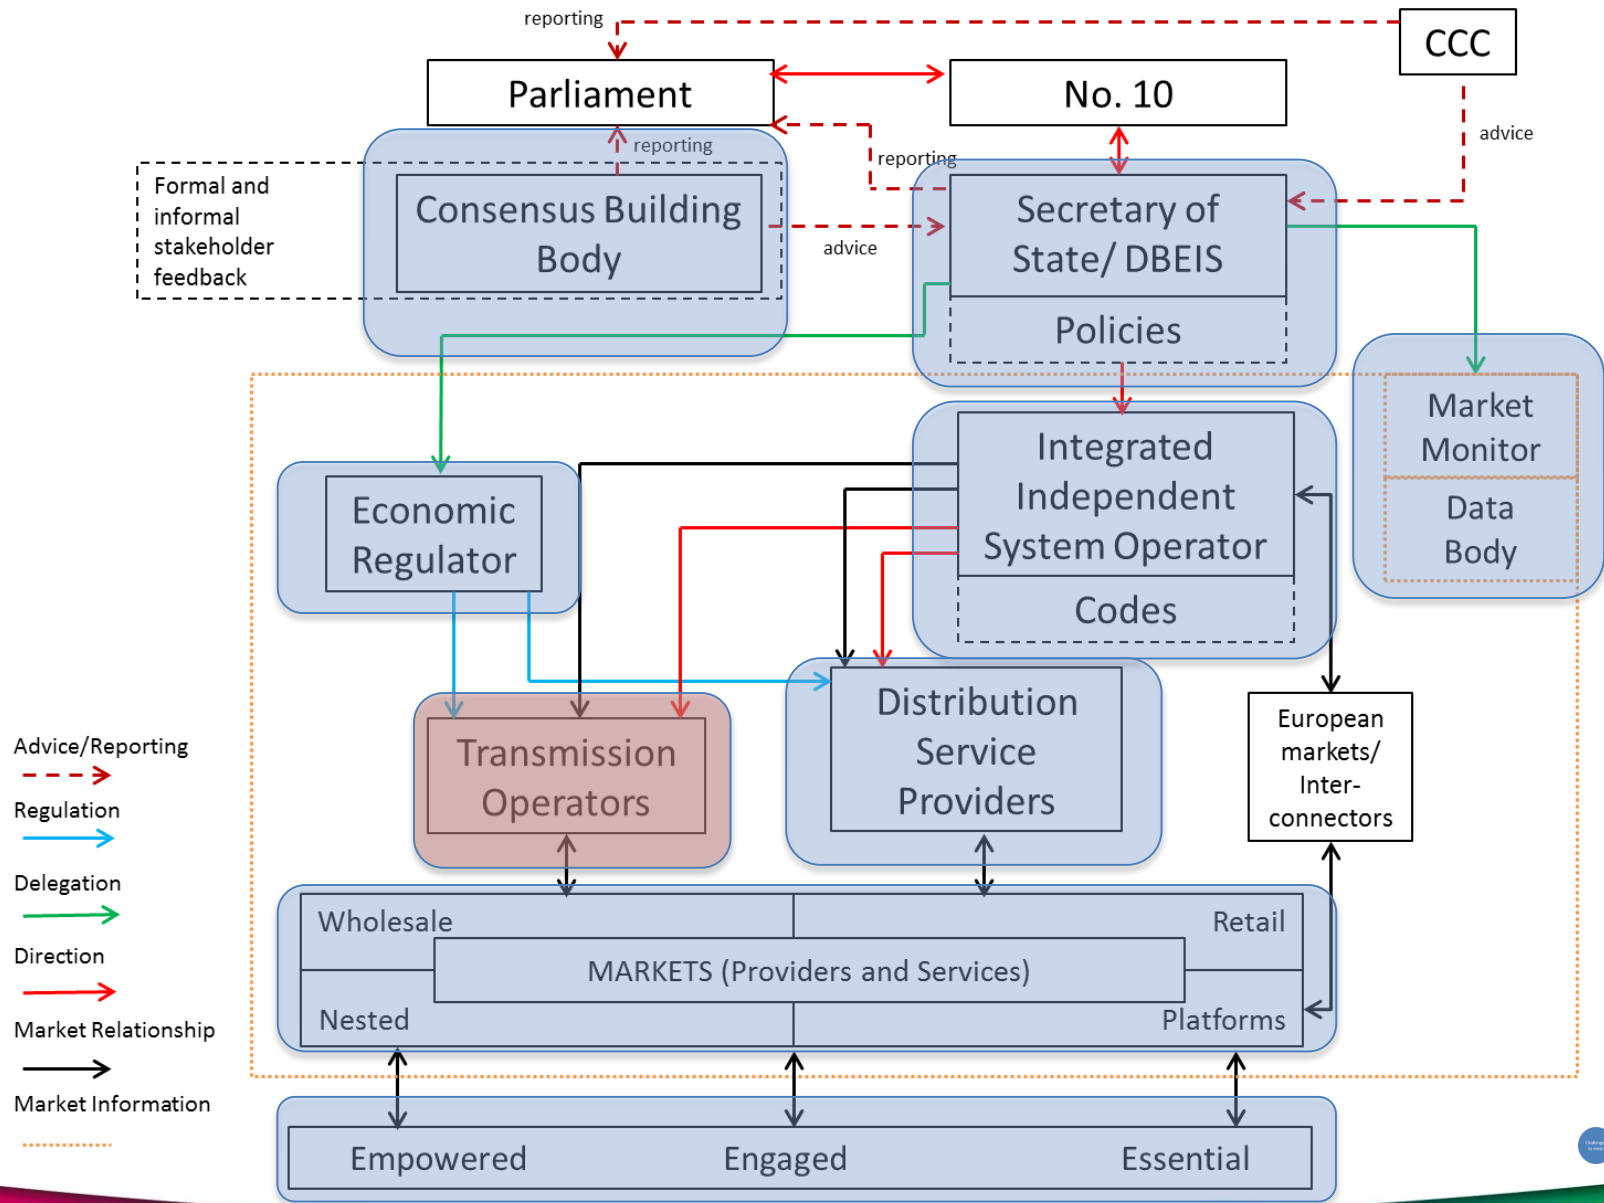 reporting
CCC
Parliament
No. 10
advice
reporting
reporting
Formal and
informal
stakeholder
feedback
Consensus Building
Body
advice
Secretary of
State/ DBEIS
Policies
Market
Monitor
Data
Body
Integrated
Independent
System Operator
Codes
Economic
Regulator
Transmission
Operators
Distribution
Service
Providers
European
markets/
Inter-
connectors
Advice/Reporting
Regulation
Delegation
Direction
Market Relationship
Market Information
Wholesale
Retail
MARKETS (Providers and Services)
Nested
Platforms
Empowered
Engaged
Essential